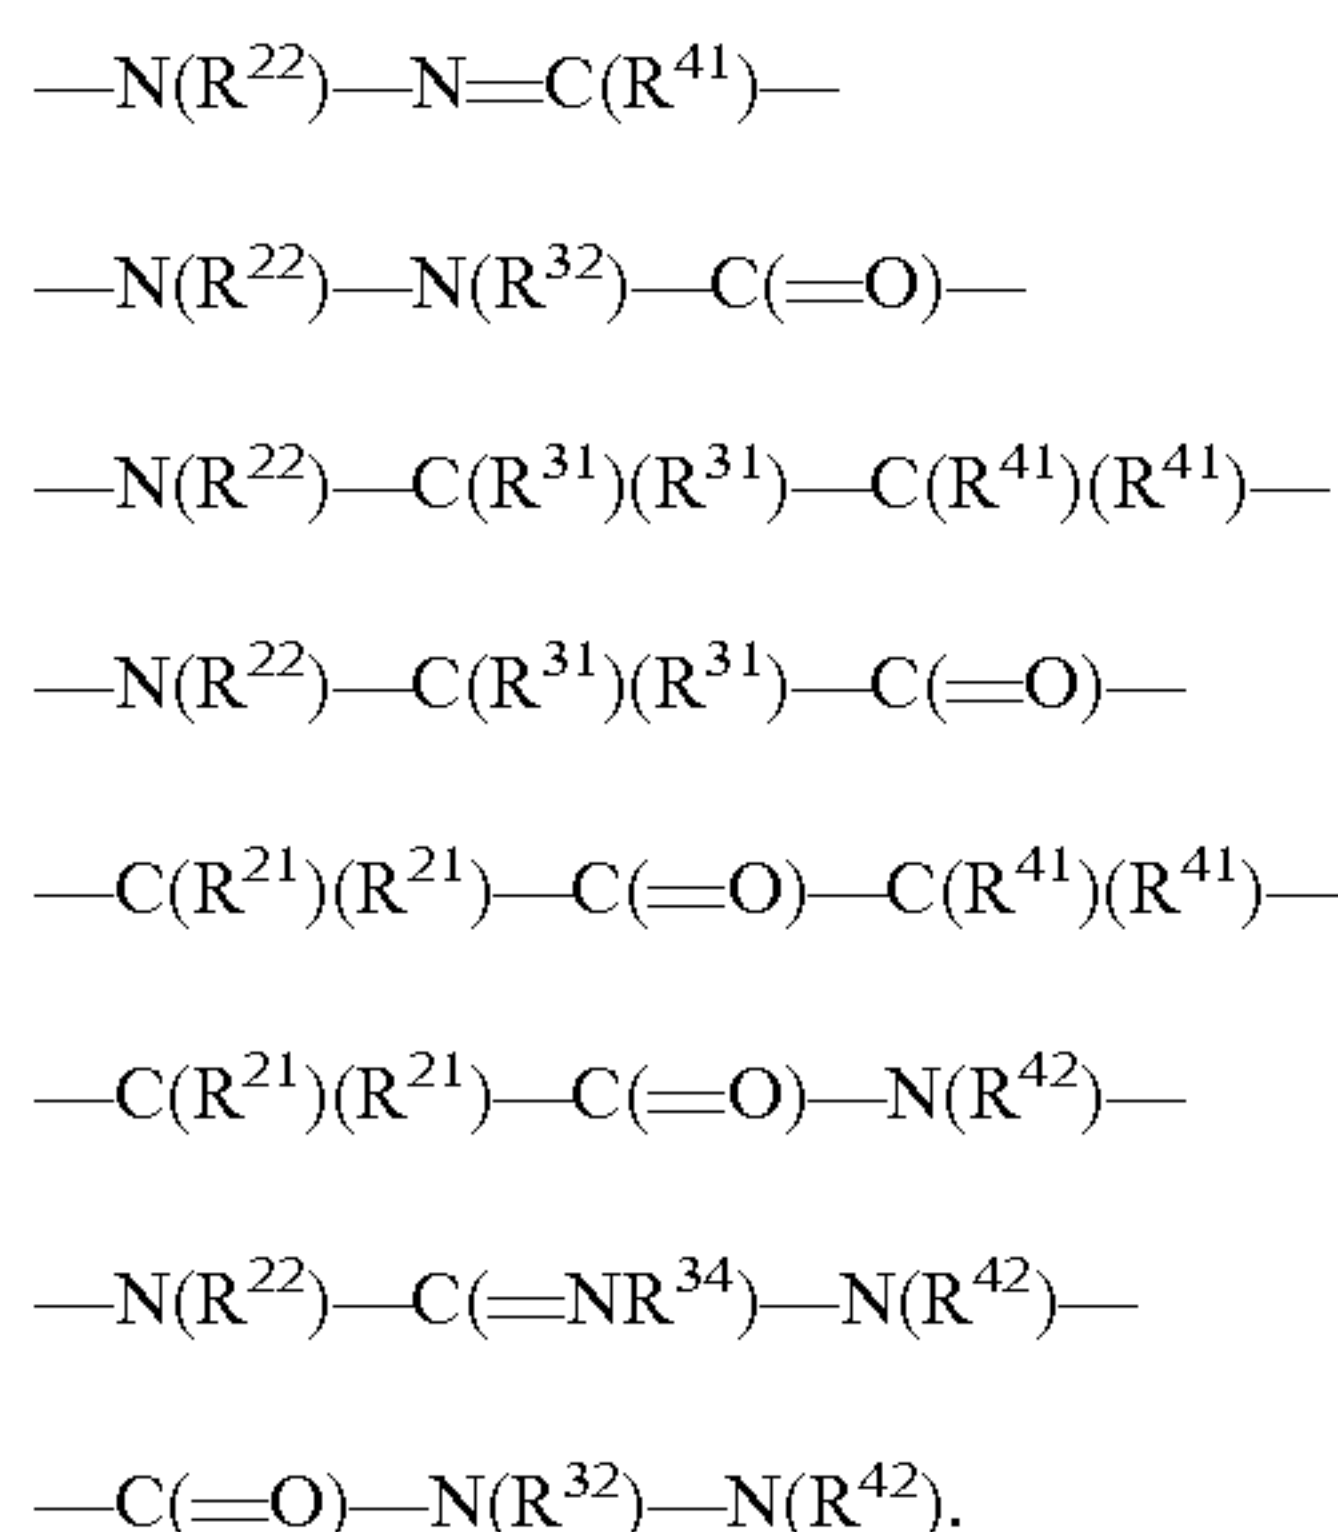 —N(R²²)—N=C(R⁴¹)—
—N(R²²)—N(R³²)—C(=O)—
—N(R²²)—C(R³¹)(R³¹)—C(R⁴¹)(R⁴¹)—
—N(R²²)—C(R³¹)(R³¹)—C(=O)—
—C(R²¹)(R²¹)—C(=O)—C(R⁴¹)(R⁴¹)—
—C(R²¹)(R²¹)—C(=O)—N(R⁴²)—
—N(R²²)—C(=NR³⁴)—N(R⁴²)—
—C(=O)—N(R³²)—N(R⁴²).